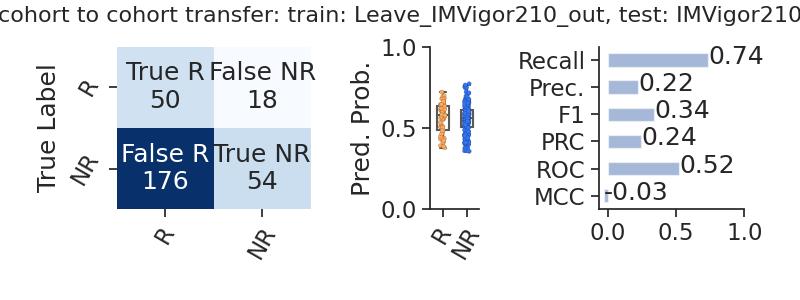 cohort to cohort transfer: train: Leave_IMVigor210_out, test: IMVigor210
True Label
R
NR
True R
50
False NR
18
False R
176
True NR
54
R
NR
Pred. Prob.
1.0
0.5
0.0
R
NR
Recall
0.74
Prec.
0.22
F1
0.34
PRC
0.24
ROC
0.52
MCC
-0.03
0.0
0.5
1.0